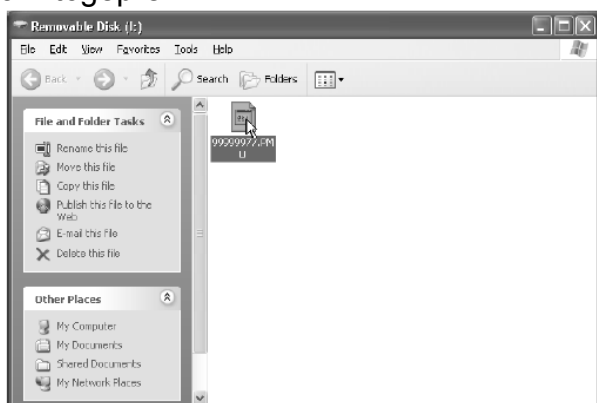 Removable Disk (I:)
File Edit View Favorites Tools Help
Back Search Folders
File and Folder Tasks
Rename this file
Move this file
Copy this file
Publish this file to the
Web
E-mail this file
Delete this file
99999977.PM
U
Other Places
My Computer
My Documents
Shared Documents
My Network Places